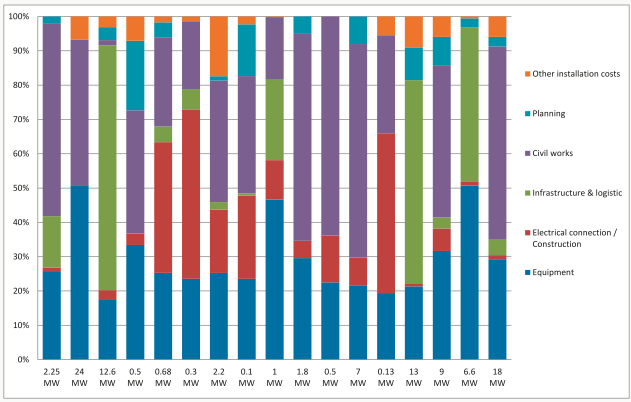 100%
90%
80%
70%
60%
50%
40%
30%
20%
10%
0%
2.25 24 12.6 0.5 0.68 0.3 2.2 0.1 1 1.8 0.5 7 0.13 13 9 6.6 18
MW MW MW MW MW MW MW MW MW MW MW MW MW MW MW MW MW
Other installation costs
Planning
Civil works
Infrastructure & logistic
Electrical connection /
Construction
Equipment